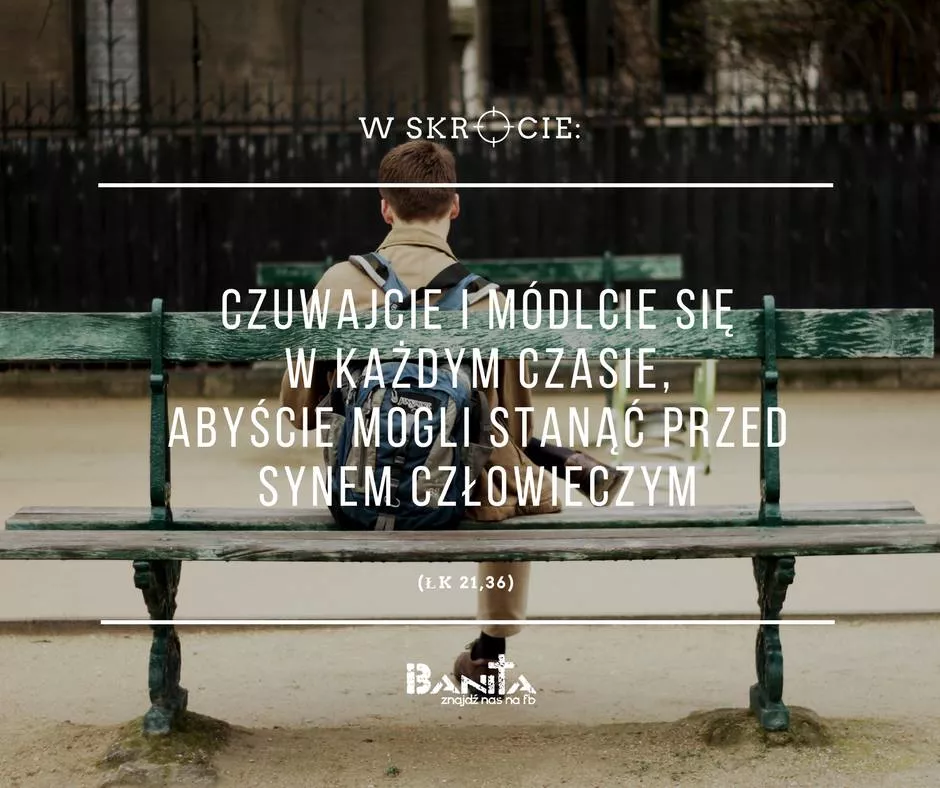 W SKRÓCIE:
CZUWAJCIE I MÓDLCIE SIĘ
W KAŻDYM CZASIE,
ABYŚCIE MOGLI STANĄĆ PRZED
SYNEM CZŁOWIECZYM
(ŁK 21,36)
BANITA
znajdź nas na fb